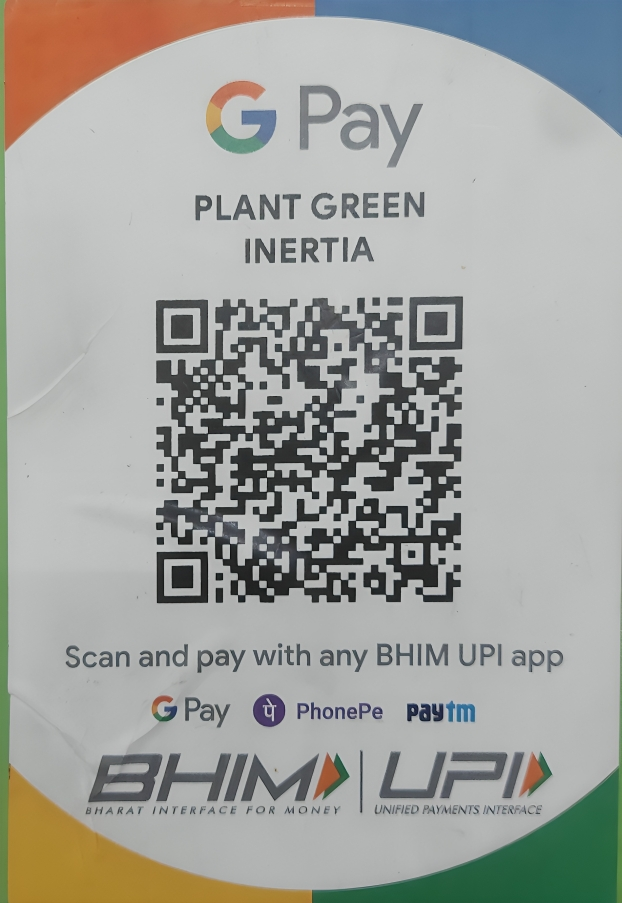 G Pay
PLANT GREEN
INERTIA
Scan and pay with any BHIM UPI app
G Pay पे PhonePe paytm
BHIM UPI
BHARAT INTERFACE FOR MONEY UNIFIED PAYMENTS INTERFACE